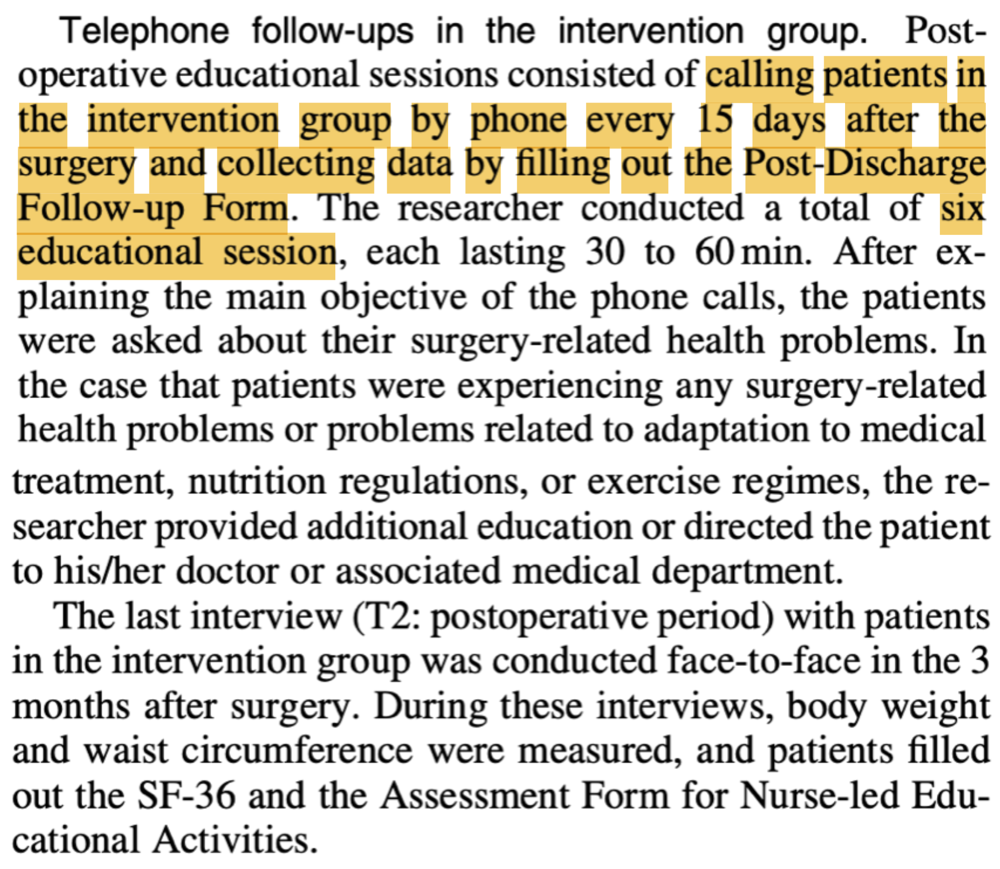 Telephone follow-ups in the intervention group. Post-
operative educational sessions consisted of calling patients in
the intervention group by phone every 15 days after the
surgery and collecting data by filling out the Post-Discharge
Follow-up Form. The researcher conducted a total of six
educational session, each lasting 30 to 60 min. After ex-
plaining the main objective of the phone calls, the patients
were asked about their surgery-related health problems. In
the case that patients were experiencing any surgery-related
health problems or problems related to adaptation to medical
treatment, nutrition regulations, or exercise regimes, the re-
searcher provided additional education or directed the patient
to his/her doctor or associated medical department.
The last interview (T2: postoperative period) with patients
in the intervention group was conducted face-to-face in the 3
months after surgery. During these interviews, body weight
and waist circumference were measured, and patients filled
out the SF-36 and the Assessment Form for Nurse-led Edu-
cational Activities.